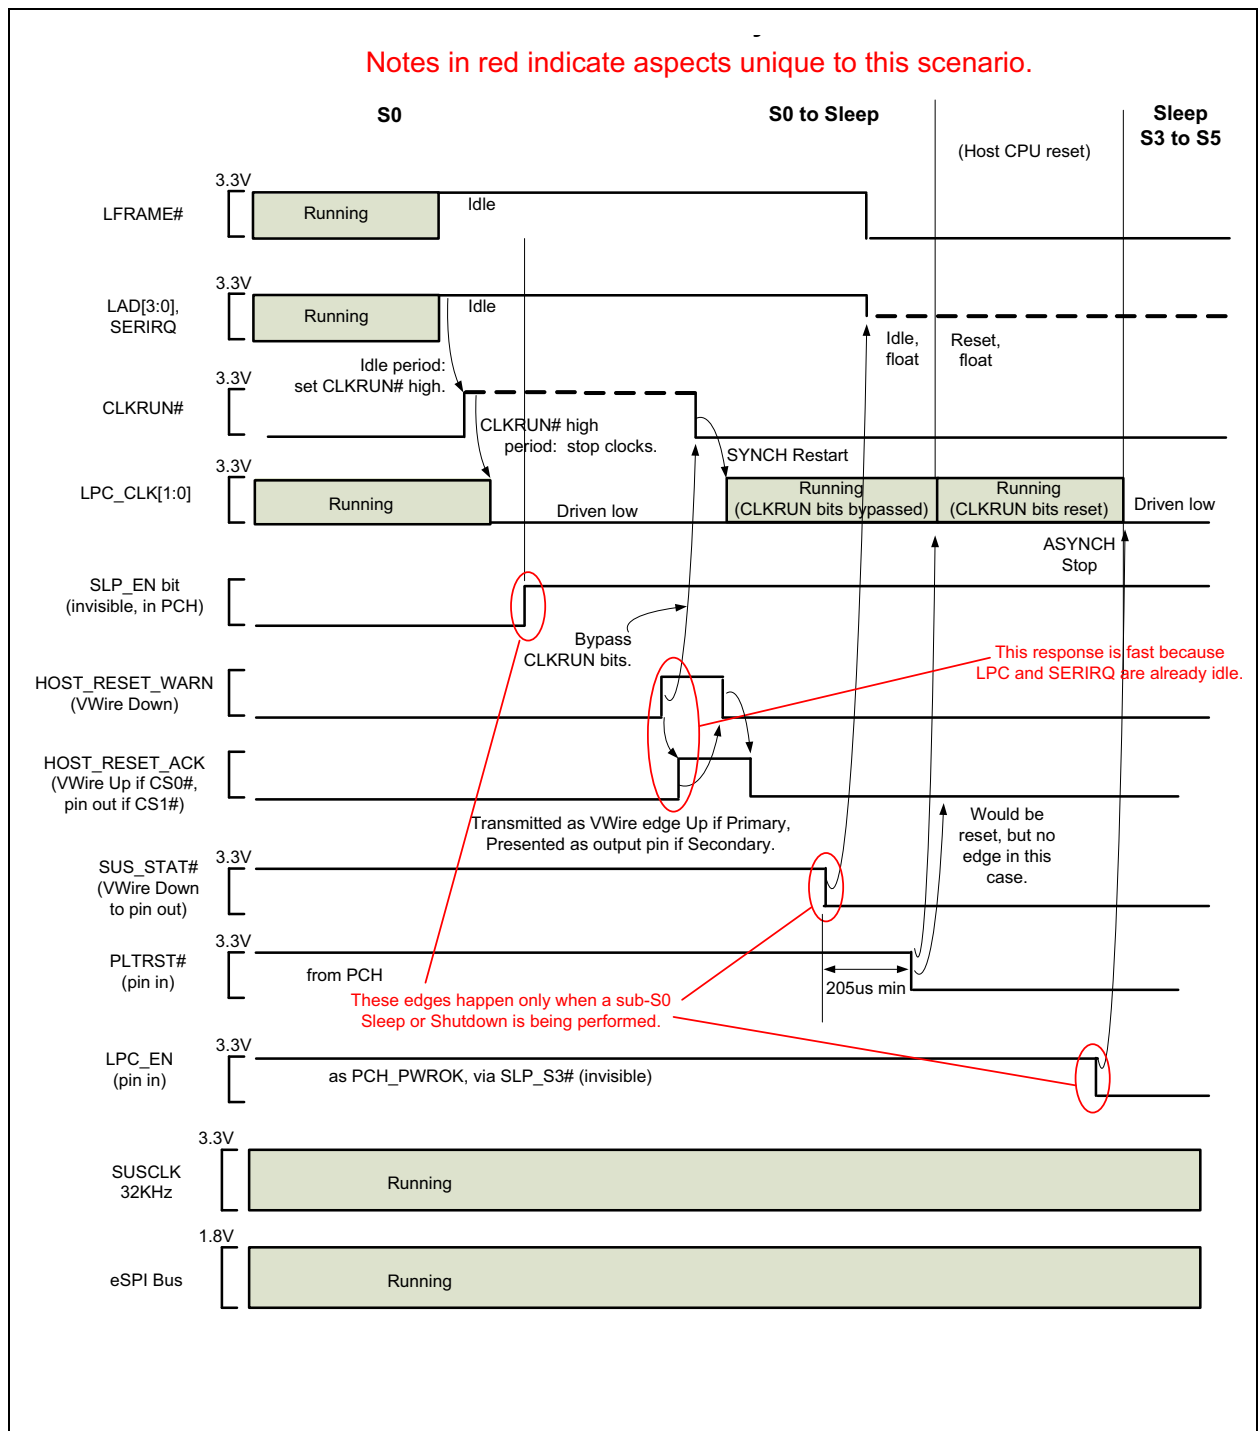 Notes in red indicate aspects unique to this scenario.
S0
S0 to Sleep
(Host CPU reset)
Sleep
S3 to S5
3.3V
LFRAME#
Running
Idle
3.3V
LAD[3:0],
SERIRQ
Running
Idle
Idle,
float
Reset,
float
Idle period:
set CLKRUN# high.
3.3V
CLKRUN#
CLKRUN# high
period: stop clocks.
SYNCH Restart
3.3V
LPC_CLK[1:0]
Running
Driven low
Running
(CLKRUN bits bypassed)
Running
(CLKRUN bits reset)
Driven low
ASYNCH
Stop
SLP_EN bit
(invisible, in PCH)
Bypass
CLKRUN bits.
This response is fast because
LPC and SERIRQ are already idle.
HOST_RESET_WARN
(VWire Down)
HOST_RESET_ACK
(VWire Up if CS0#,
pin out if CS1#)
Transmitted as VWire edge Up if Primary,
Presented as output pin if Secondary.
Would be
reset, but no
edge in this
case.
3.3V
SUS_STAT#
(VWire Down
to pin out)
3.3V
PLTRST#
(pin in)
from PCH
205us min
These edges happen only when a sub-S0
Sleep or Shutdown is being performed.
3.3V
LPC_EN
(pin in)
as PCH_PWROK, via SLP_S3# (invisible)
3.3V
SUSCLK
32KHz
Running
1.8V
eSPI Bus
Running